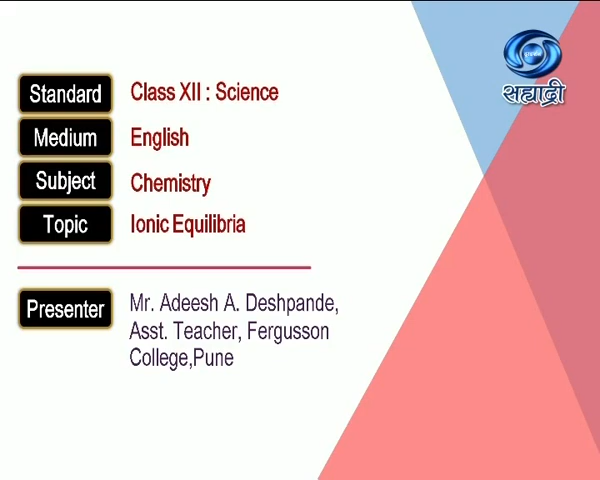 सह्याद्री
Standard Class XII : Science
Medium English
Subject Chemistry
Topic Ionic Equilibria
Presenter Mr. Adeesh A. Deshpande,
Asst. Teacher, Fergusson
College,Pune